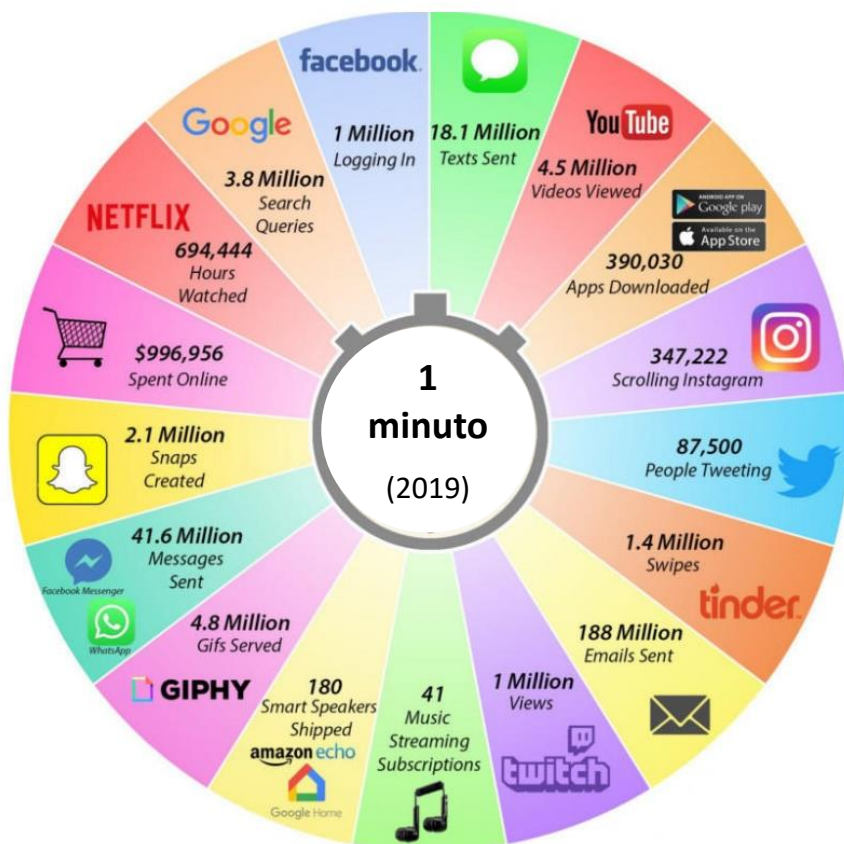 facebook
1 Million
Logging In
18.1 Million
Texts Sent
YouTube
4.5 Million
Videos Viewed
ANDROID APP ON
Google play
Available on the
App Store
390,030
Apps Downloaded
347,222
Scrolling Instagram
87,500
People Tweeting
1.4 Million
Swipes
tinder
188 Million
Emails Sent
1 Million
Views
twitch
41
Music
Streaming
Subscriptions
180
Smart Speakers
Shipped
amazon echo
Google Home
4.8 Million
Gifs Served
GIPHY
41.6 Million
Messages
Sent
Facebook Messenger
WhatsApp
2.1 Million
Snaps
Created
$996,956
Spent Online
NETFLIX
694,444
Hours
Watched
Google
3.8 Million
Search
Queries
1
minuto
(2019)